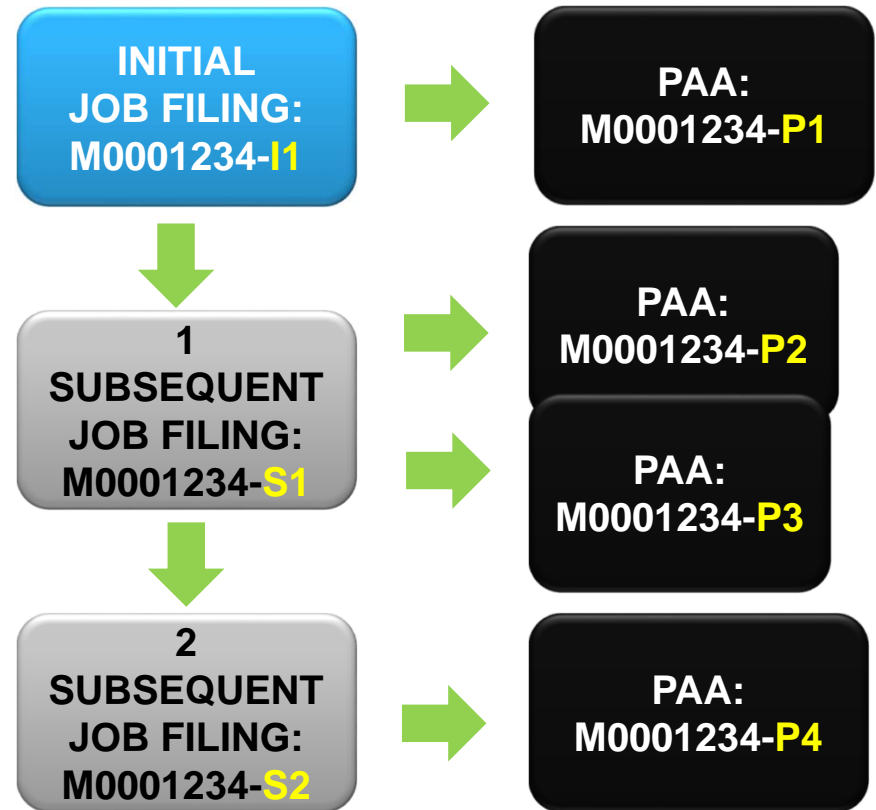 INITIAL
JOB FILING:
M0001234-I1
PAA:
M0001234-P1
1
SUBSEQUENT
JOB FILING:
M0001234-S1
PAA:
M0001234-P2
PAA:
M0001234-P3
2
SUBSEQUENT
JOB FILING:
M0001234-S2
PAA:
M0001234-P4